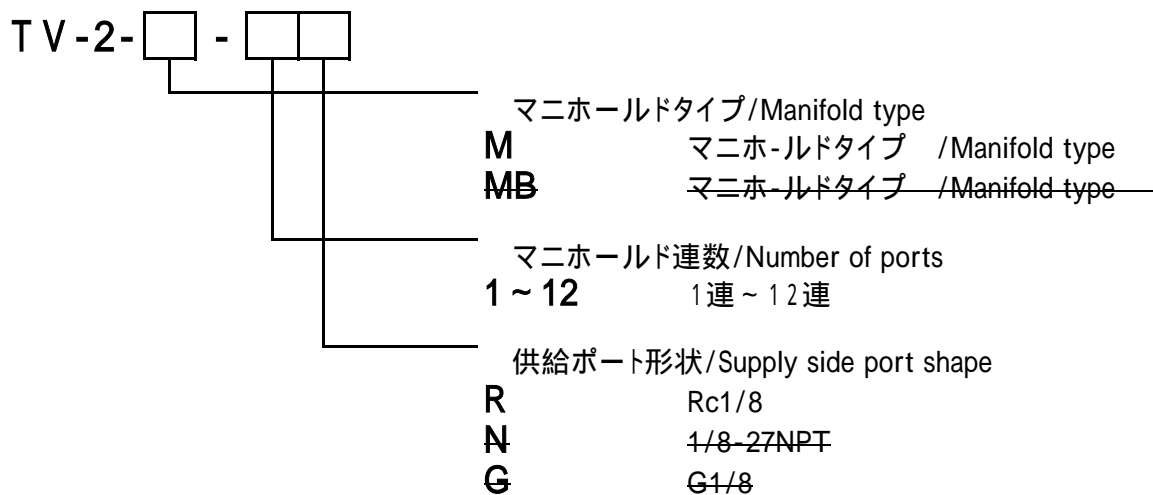 TV-2-□-□□
マニホールドタイプ/Manifold type
M マニホ-ルドタイプ /Manifold type
MB マニホ-ルドタイプ /Manifold type
マニホールド連数/Number of ports
1~12 1連~12連
供給ポート形状/Supply side port shape
R Rc1/8
N 1/8-27NPT
G G1/8